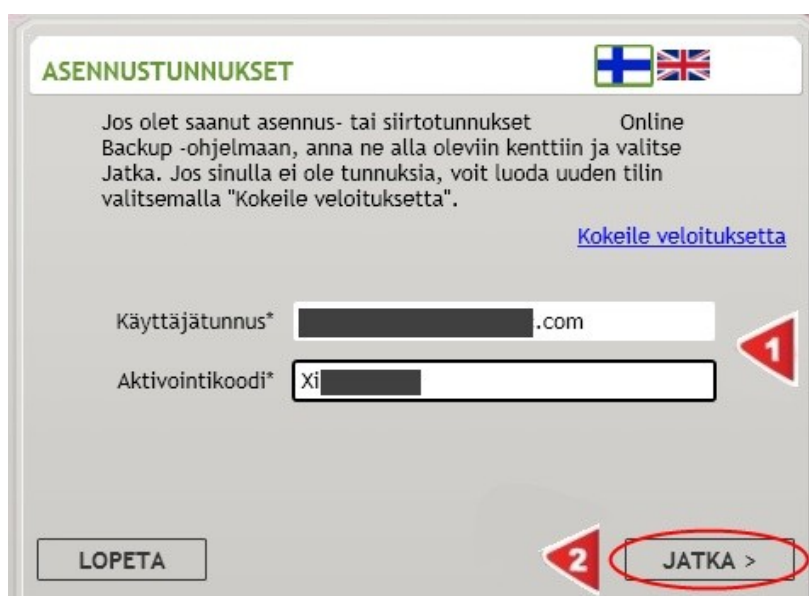 ASENNUSTUNNUKSET
Jos olet saanut asennus- tai siirtotunnukset Online
Backup -ohjelmaan, anna ne alla oleviin kenttiin ja valitse
Jatka. Jos sinulla ei ole tunnuksia, voit luoda uuden tilin
valitsemalla "Kokeile veloituksetta".
Kokeile veloituksetta
Käyttäjätunnus* .com
1
Aktivointikoodi* Xi
LOPETA 2 JATKA >